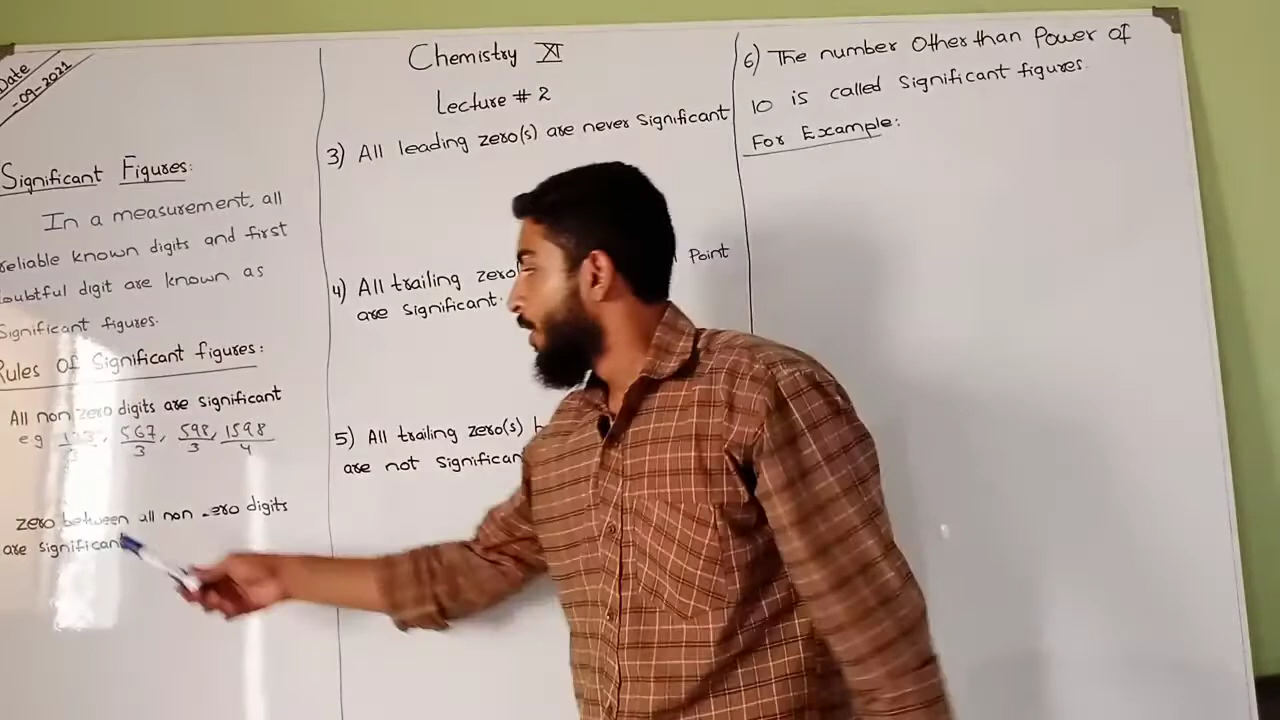 Date
-09-2021
Significant Figures:
In a measurement, all
reliable known digits and first
doubtful digit are known as
Significant figures.
Rules Of Significant figures:
All non zero digits are significant
eg 123, 567, 598, 1598
3 3 3 4
zero between all non zero digits
are significant
Chemistry XI
Lecture # 2
3) All leading zero(s) are never Significant
4) All trailing zero Point
are significant.
5) All trailing zero(s)
are not significan
6) The number Other than Power of
10 is called Significant figures.
For Example: